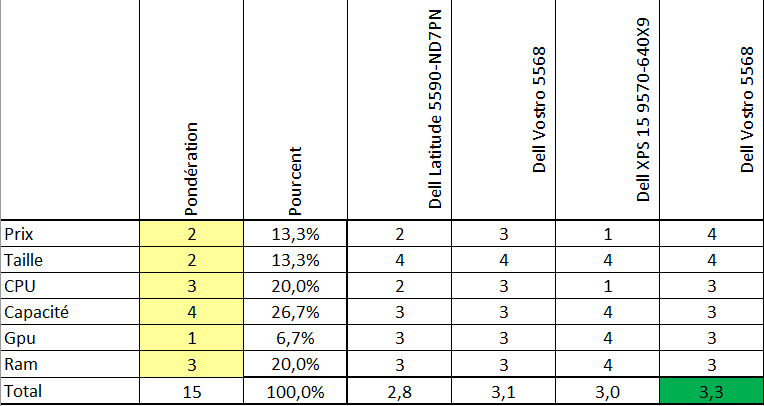 Pondération Pourcent Dell Latitude 5590-ND7PN Dell Vostro 5568 Dell XPS 15 9570-640X9 Dell Vostro 5568
Prix 2 13,3% 2 3 1 4
Taille 2 13,3% 4 4 4 4
CPU 3 20,0% 2 3 1 3
Capacité 4 26,7% 3 3 4 3
Gpu 1 6,7% 3 3 4 3
Ram 3 20,0% 3 3 4 3
Total 15 100,0% 2,8 3,1 3,0 3,3